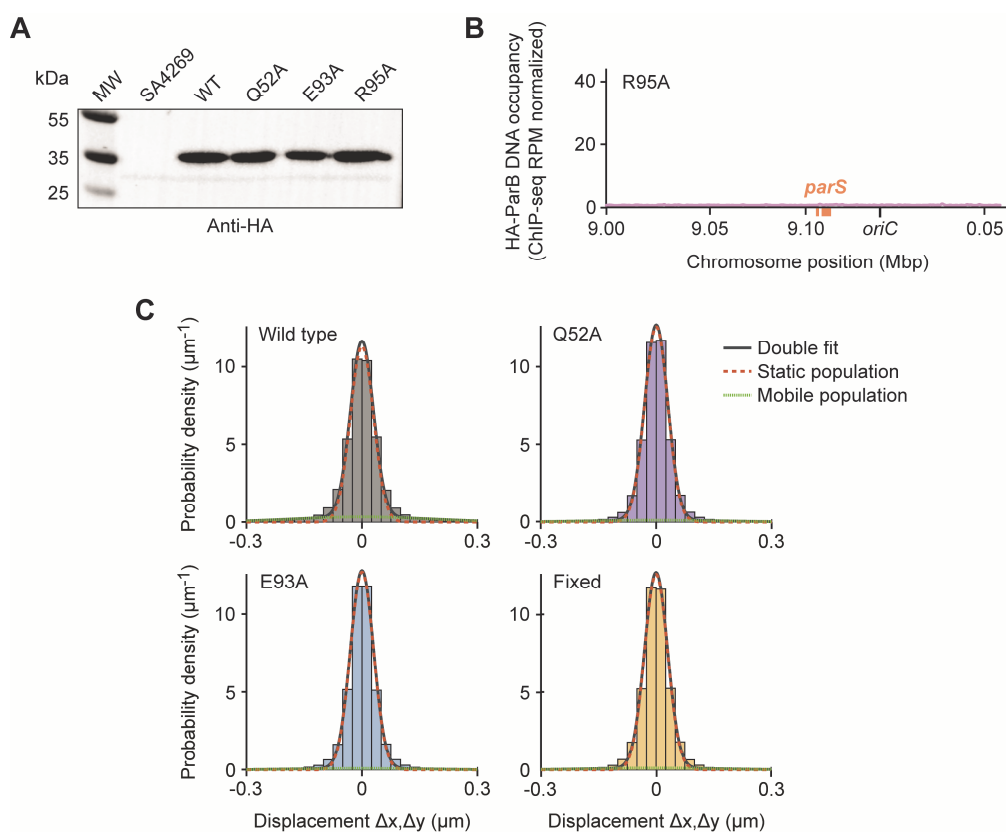 A
kDa
MW
SA4269
WT
Q52A
E93A
R95A
55
35
25
Anti-HA
B
HA-ParB DNA occupancy
(ChIP-seq RPM normalized)
R95A
40
20
0
parS
9.00
9.05
9.10
oriC
0.05
Chromosome position (Mbp)
C
Probability density (µm⁻¹)
Wild type
10
5
0
-0.3
0
0.3
Q52A
10
5
0
-0.3
0
0.3
Double fit
Static population
Mobile population
Probability density (µm⁻¹)
E93A
10
5
0
-0.3
0
0.3
Displacement Δx,Δy (µm)
Fixed
10
5
0
-0.3
0
0.3
Displacement Δx,Δy (µm)